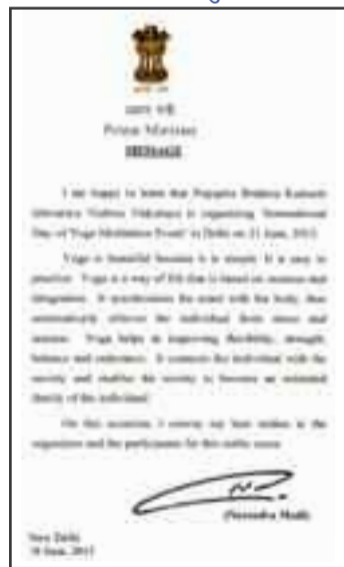 Prime Minister
MESSAGE
I am happy to learn that Prajapita Brahma Kumaris
Ishwariya Vishwa Vidyalaya is organizing 'International
Day of Yoga Meditation Event' in Delhi on 21 June, 2015.
Yoga is beautiful because it is simple. It is easy to
practice. Yoga is a way of life that is based on oneness and
integration. It synchronizes the mind with the body, thus
automatically relieves the individual from stress and
tension. Yoga helps in improving flexibility, strength,
balance and endurance. It connects the individual with the
society and enables the society to become an extended
family of the individual.
On this occasion, I convey my best wishes to the
organizers and the participants for this noble cause.
(Narendra Modi)
New Delhi
June, 2015